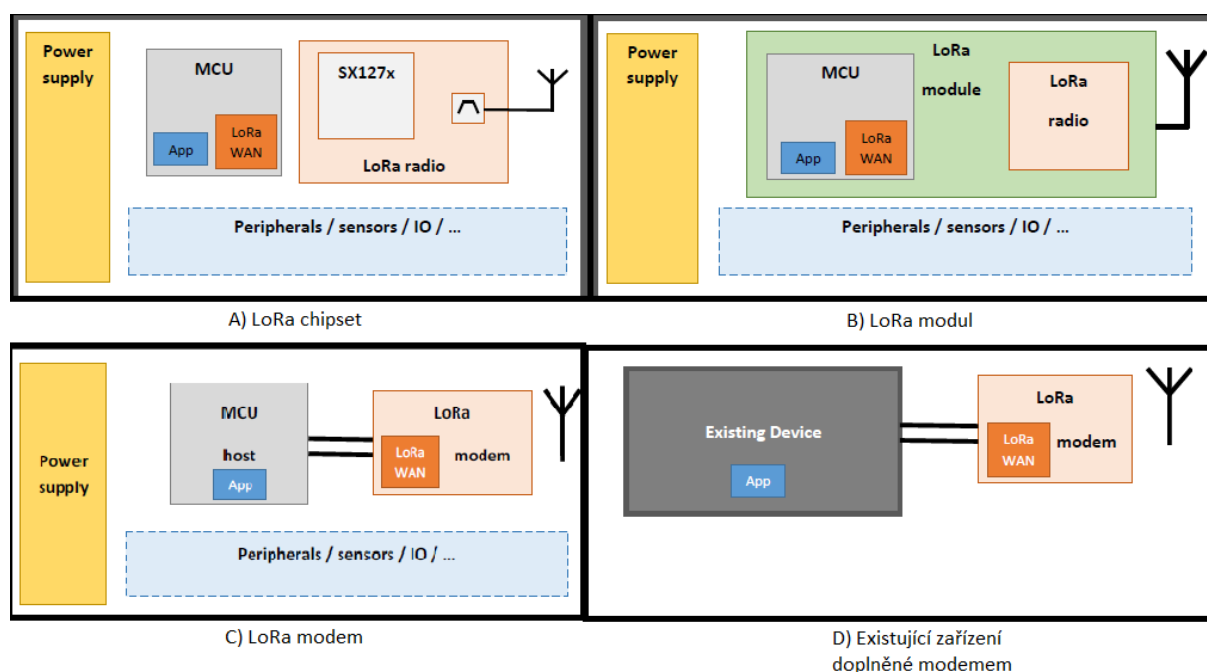 Power
supply
MCU
App
LoRa
WAN
SX127x
LoRa radio
Peripherals / sensors / IO / ...
A) LoRa chipset
Power
supply
MCU
App
LoRa
WAN
LoRa
module
LoRa
radio
Peripherals / sensors / IO / ...
B) LoRa modul
Power
supply
MCU
host
App
LoRa
modem
LoRa
WAN
Peripherals / sensors / IO / ...
C) LoRa modem
Existing Device
App
LoRa
modem
LoRa
WAN
D) Existující zařízení
doplněné modemem